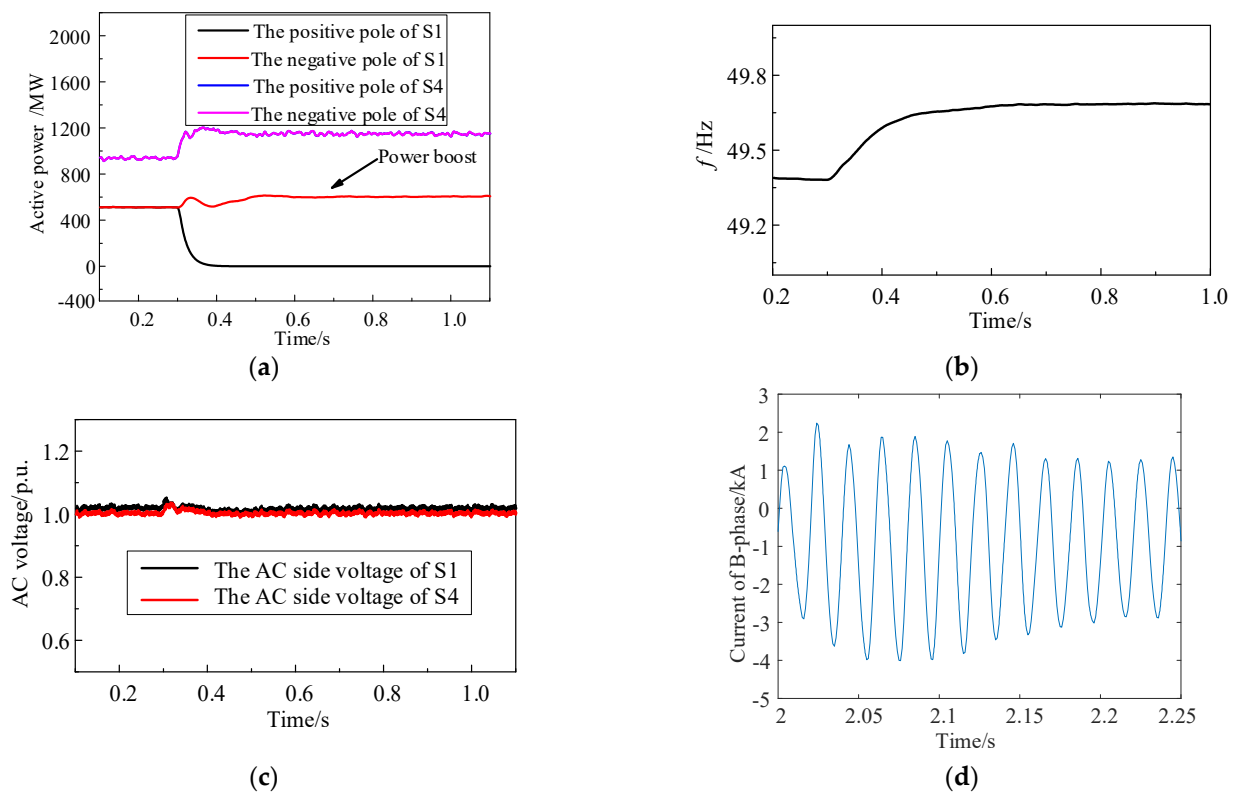 2200
1800
1200
600
400
0
-400
Active power /MW
The positive pole of S1
The negative pole of S1
The positive pole of S4
The negative pole of S4
Power boost
0.2 0.4 0.6 0.8 1.0
Time/s
(a)
49.8
49.5
49.2
f /Hz
0.2 0.4 0.6 0.8 1.0
Time/s
(b)
1.2
1.0
0.8
0.6
AC voltage/p.u.
The AC side voltage of S1
The AC side voltage of S4
0.2 0.4 0.6 0.8 1.0
Time/s
(c)
3
2
1
0
-1
-2
-3
-4
-5
Current of B-phase/kA
2 2.05 2.1 2.15 2.2 2.25
Time/s
(d)